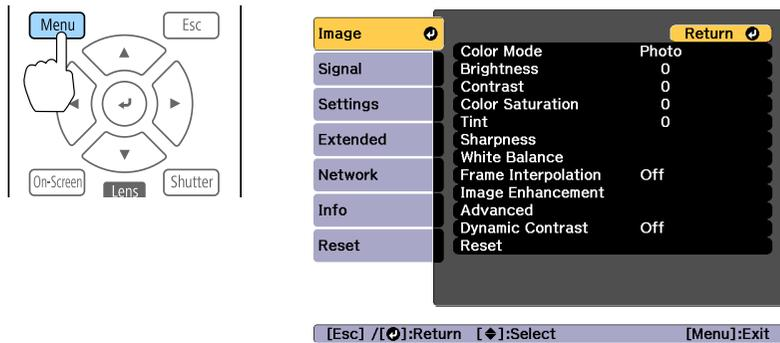 Menu
Esc
On-Screen
Lens
Shutter
Image
Signal
Settings
Extended
Network
Info
Reset
Return
Color Mode Photo
Brightness 0
Contrast 0
Color Saturation 0
Tint 0
Sharpness
White Balance
Frame Interpolation Off
Image Enhancement
Advanced
Dynamic Contrast Off
Reset
[Esc] /[⏎]:Return [◆]:Select [Menu]:Exit